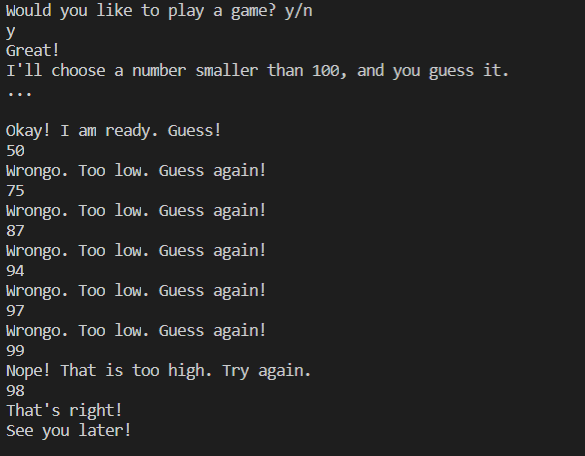 Would you like to play a game? y/n
y
Great!
I'll choose a number smaller than 100, and you guess it.
...
Okay! I am ready. Guess!
50
Wrongo. Too low. Guess again!
75
Wrongo. Too low. Guess again!
87
Wrongo. Too low. Guess again!
94
Wrongo. Too low. Guess again!
97
Wrongo. Too low. Guess again!
99
Nope! That is too high. Try again.
98
That's right!
See you later!